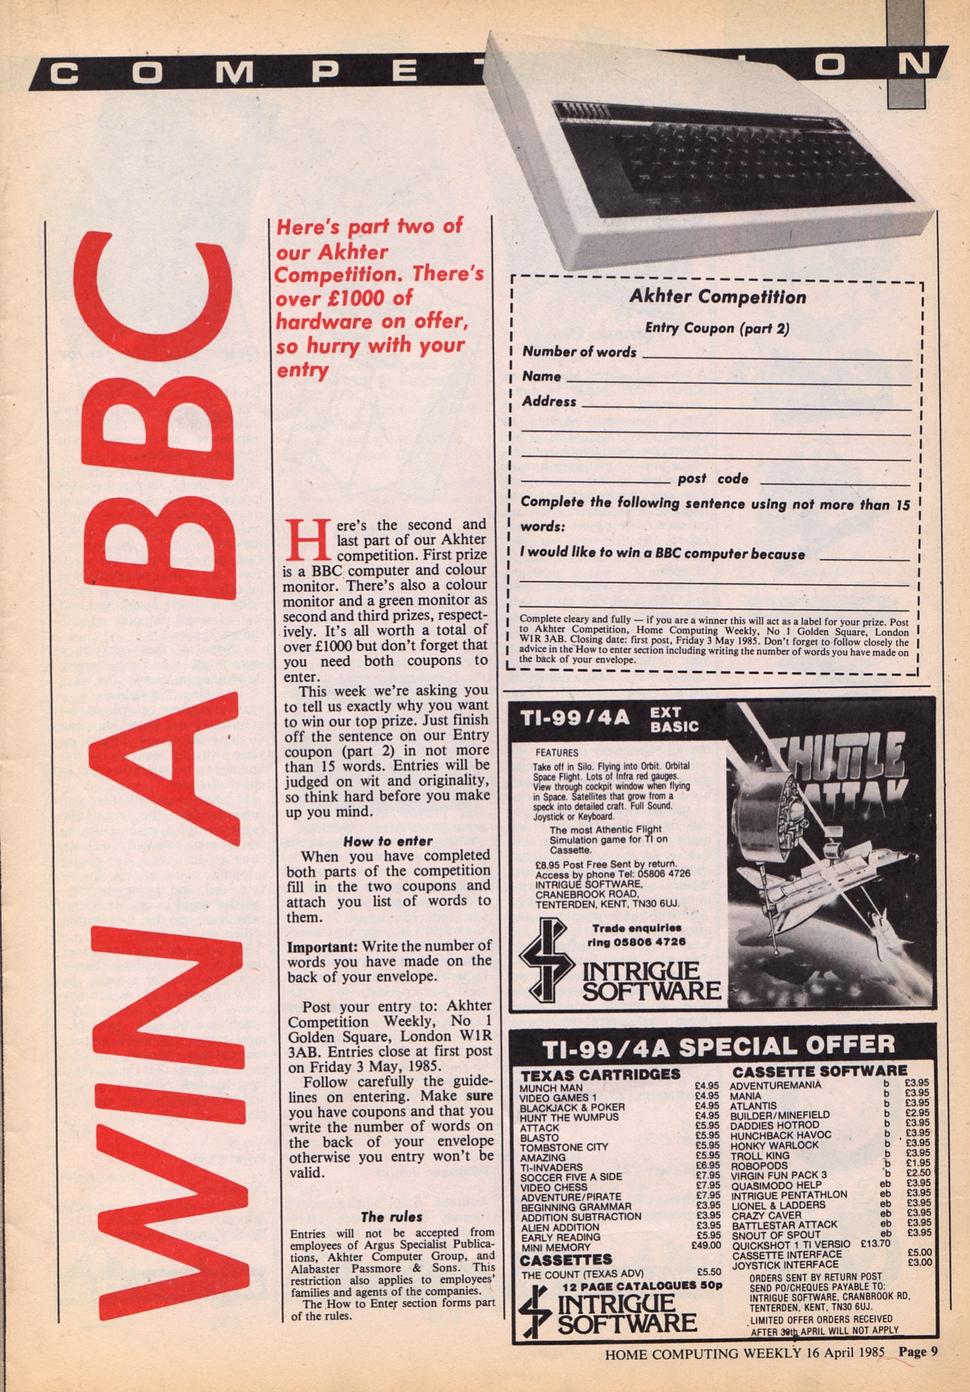 COMPETITION
WIN A BBC
Here's part two of
our Akhter
Competition. There's
over £1000 of
hardware on offer,
so hurry with your
entry
Here's the second and
last part of our Akhter
competition. First prize
is a BBC computer and colour
monitor. There's also a colour
monitor and a green monitor as
second and third prizes, respect-
ively. It's all worth a total of
over £1000 but don't forget that
you need both coupons to
enter.
This week we're asking you
to tell us exactly why you want
to win our top prize. Just finish
off the sentence on our Entry
coupon (part 2) in not more
than 15 words. Entries will be
judged on wit and originality,
so think hard before you make
up you mind.
How to enter
When you have completed
both parts of the competition
fill in the two coupons and
attach you list of words to
them.
Important: Write the number of
words you have made on the
back of your envelope.
Post your entry to: Akhter
Competition Weekly, No 1
Golden Square, London W1R
3AB. Entries close at first post
on Friday 3 May, 1985.
Follow carefully the guide-
lines on entering. Make sure
you have coupons and that you
write the number of words on
the back of your envelope
otherwise you entry won't be
valid.
The rules
Entries will not be accepted from
employees of Argus Specialist Publica-
tions, Akhter Computer Group, and
Alabaster Passmore & Sons. This
restriction also applies to employees'
families and agents of the companies.
The How to Enter section forms part
of the rules.
Akhter Competition
Entry Coupon (part 2)
Number of words
Name
Address
post code
Complete the following sentence using not more than 15
words:
I would like to win a BBC computer because
Complete cleary and fully — if you are a winner this will act as a label for your prize. Post
to Akhter Competition, Home Computing Weekly, No 1 Golden Square, London
W1R 3AB. Closing date: first post, Friday 3 May 1985. Don't forget to follow closely the
advice in the How to enter section including writing the number of words you have made on
the back of your envelope.
TI-99/4A EXT
BASIC
FEATURES
Take off in Silo. Flying into Orbit. Orbital
Space Flight. Lots of Infra red gauges.
View through cockpit window when flying
in Space. Satellites that grow from a
speck into detailed craft. Full Sound.
Joystick or Keyboard.
The most Athentic Flight
Simulation game for TI on
Cassette.
£8.95 Post Free Sent by return.
Access by phone Tel: 05806 4726
INTRIGUE SOFTWARE,
CRANEBROOK ROAD,
TENTERDEN, KENT, TN30 6UJ.
Trade enquiries
ring 05806 4726
INTRIGUE
SOFTWARE
SHUTTLE
ATTAK
TI-99/4A SPECIAL OFFER
TEXAS CARTRIDGES
MUNCH MAN £4.95
VIDEO GAMES 1 £4.95
BLACKJACK & POKER £4.95
HUNT THE WUMPUS £4.95
ATTACK £5.95
BLASTO £5.95
TOMBSTONE CITY £5.95
AMAZING £5.95
TI-INVADERS £6.95
SOCCER FIVE A SIDE £7.95
VIDEO CHESS £7.95
ADVENTURE/PIRATE £7.95
BEGINNING GRAMMAR £3.95
ADDITION SUBTRACTION £3.95
ALIEN ADDITION £3.95
EARLY READING £5.95
MINI MEMORY £49.00
CASSETTES
THE COUNT (TEXAS ADV) £5.50
12 PAGE CATALOGUES 50p
INTRIGUE
SOFTWARE
CASSETTE SOFTWARE
ADVENTUREMANIA b £3.95
MANIA b £3.95
ATLANTIS b £3.95
BUILDER/MINEFIELD b £2.95
DADDIES HOTROD b £3.95
HUNCHBACK HAVOC b £3.95
HONKY WARLOCK b £3.95
TROLL KING b £3.95
ROBOPODS b £1.95
VIRGIN FUN PACK 3 b £2.50
QUASIMODO HELP eb £3.95
INTRIGUE PENTATHLON eb £3.95
LIONEL & LADDERS eb £3.95
CRAZY CAVER eb £3.95
BATTLESTAR ATTACK eb £3.95
SNOUT OF SPOUT eb £3.95
QUICKSHOT 1 TI VERSIO £13.70
CASSETTE INTERFACE £5.00
JOYSTICK INTERFACE £3.00
ORDERS SENT BY RETURN POST
SEND PO/CHEQUES PAYABLE TO:
INTRIGUE SOFTWARE, CRANBROOK RD,
TENTERDEN, KENT, TN30 6UJ.
LIMITED OFFER ORDERS RECEIVED
AFTER 30th APRIL WILL NOT APPLY
HOME COMPUTING WEEKLY 16 April 1985 Page 9